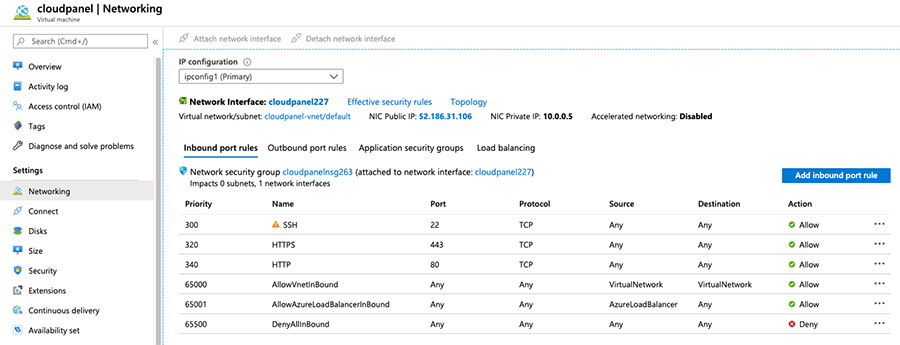 cloudpanel | Networking
Virtual machine
Search (Cmd+/)
«
Overview
Activity log
Access control (IAM)
Tags
Diagnose and solve problems
Settings
Networking
Connect
Disks
Size
Security
Extensions
Continuous delivery
Availability set
Attach network interface Detach network interface
IP configuration
ipconfig1 (Primary)
Network Interface: cloudpanel227 Effective security rules Topology
Virtual network/subnet: cloudpanel-vnet/default NIC Public IP: 52.186.31.106 NIC Private IP: 10.0.0.5 Accelerated networking: Disabled
Inbound port rules Outbound port rules Application security groups Load balancing
Network security group cloudpanelnsg263 (attached to network interface: cloudpanel227)
Impacts 0 subnets, 1 network interfaces
Add inbound port rule
Priority Name Port Protocol Source Destination Action
300 SSH 22 TCP Any Any Allow
320 HTTPS 443 TCP Any Any Allow
340 HTTP 80 TCP Any Any Allow
65000 AllowVnetInBound Any Any VirtualNetwork VirtualNetwork Allow
65001 AllowAzureLoadBalancerInBound Any Any AzureLoadBalancer Any Allow
65500 DenyAllInBound Any Any Any Any Deny